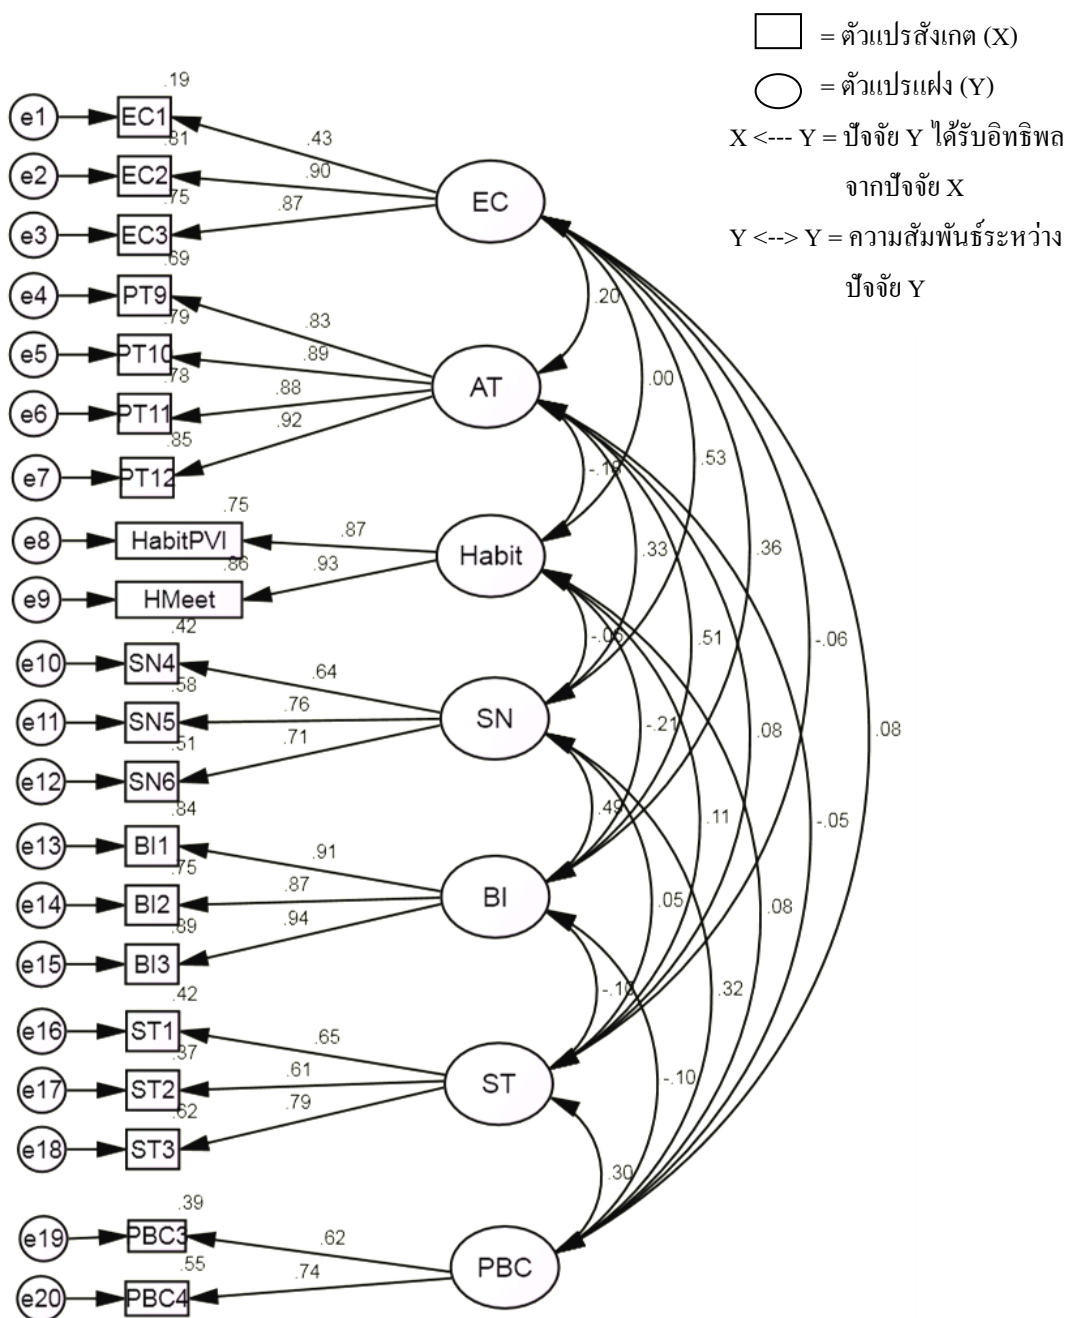 = ตัวแปรสังเกต (X)
= ตัวแปรแฝง (Y)
X <--- Y = ปัจจัย Y ได้รับอิทธิพล
จากปัจจัย X
Y <--> Y = ความสัมพันธ์ระหว่าง
ปัจจัย Y
.19
e1 EC1 .43
.81
e2 EC2 .90 EC
.75
e3 EC3 .87
.69
e4 PT9 .83 .20
.79
e5 PT10 .89 AT .00
.78
e6 PT11 .88
.85 .92
e7 PT12 -.18 .53
.75
e8 HabitPVI .87 Habit .33 .36
.86
e9 HMeet .93
.42
e10 SN4 .64 -.05 .51 -.06
.58
e11 SN5 .76 SN -.21 .08 .08
.51
e12 SN6 .71
.84
e13 BI1 .91 .49 .11 -.05
.75
e14 BI2 .87 BI .05 .08
.89
e15 BI3 .94
.42
e16 ST1 .65 .32
.37
e17 ST2 .61 ST -.10
.62
e18 ST3 .79
.30
.39
e19 PBC3 .62
.55 PBC
e20 PBC4 .74